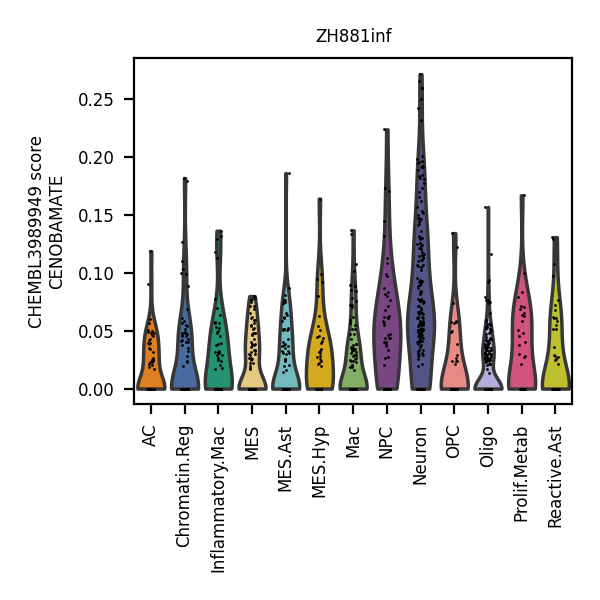 ZH881inf
CHEMBL3989949 score
CENOBAMATE
0.25
0.20
0.15
0.10
0.05
0.00
AC
Chromatin.Reg
Inflammatory.Mac
MES
MES.Ast
MES.Hyp
Mac
NPC
Neuron
OPC
Oligo
Prolif.Metab
Reactive.Ast